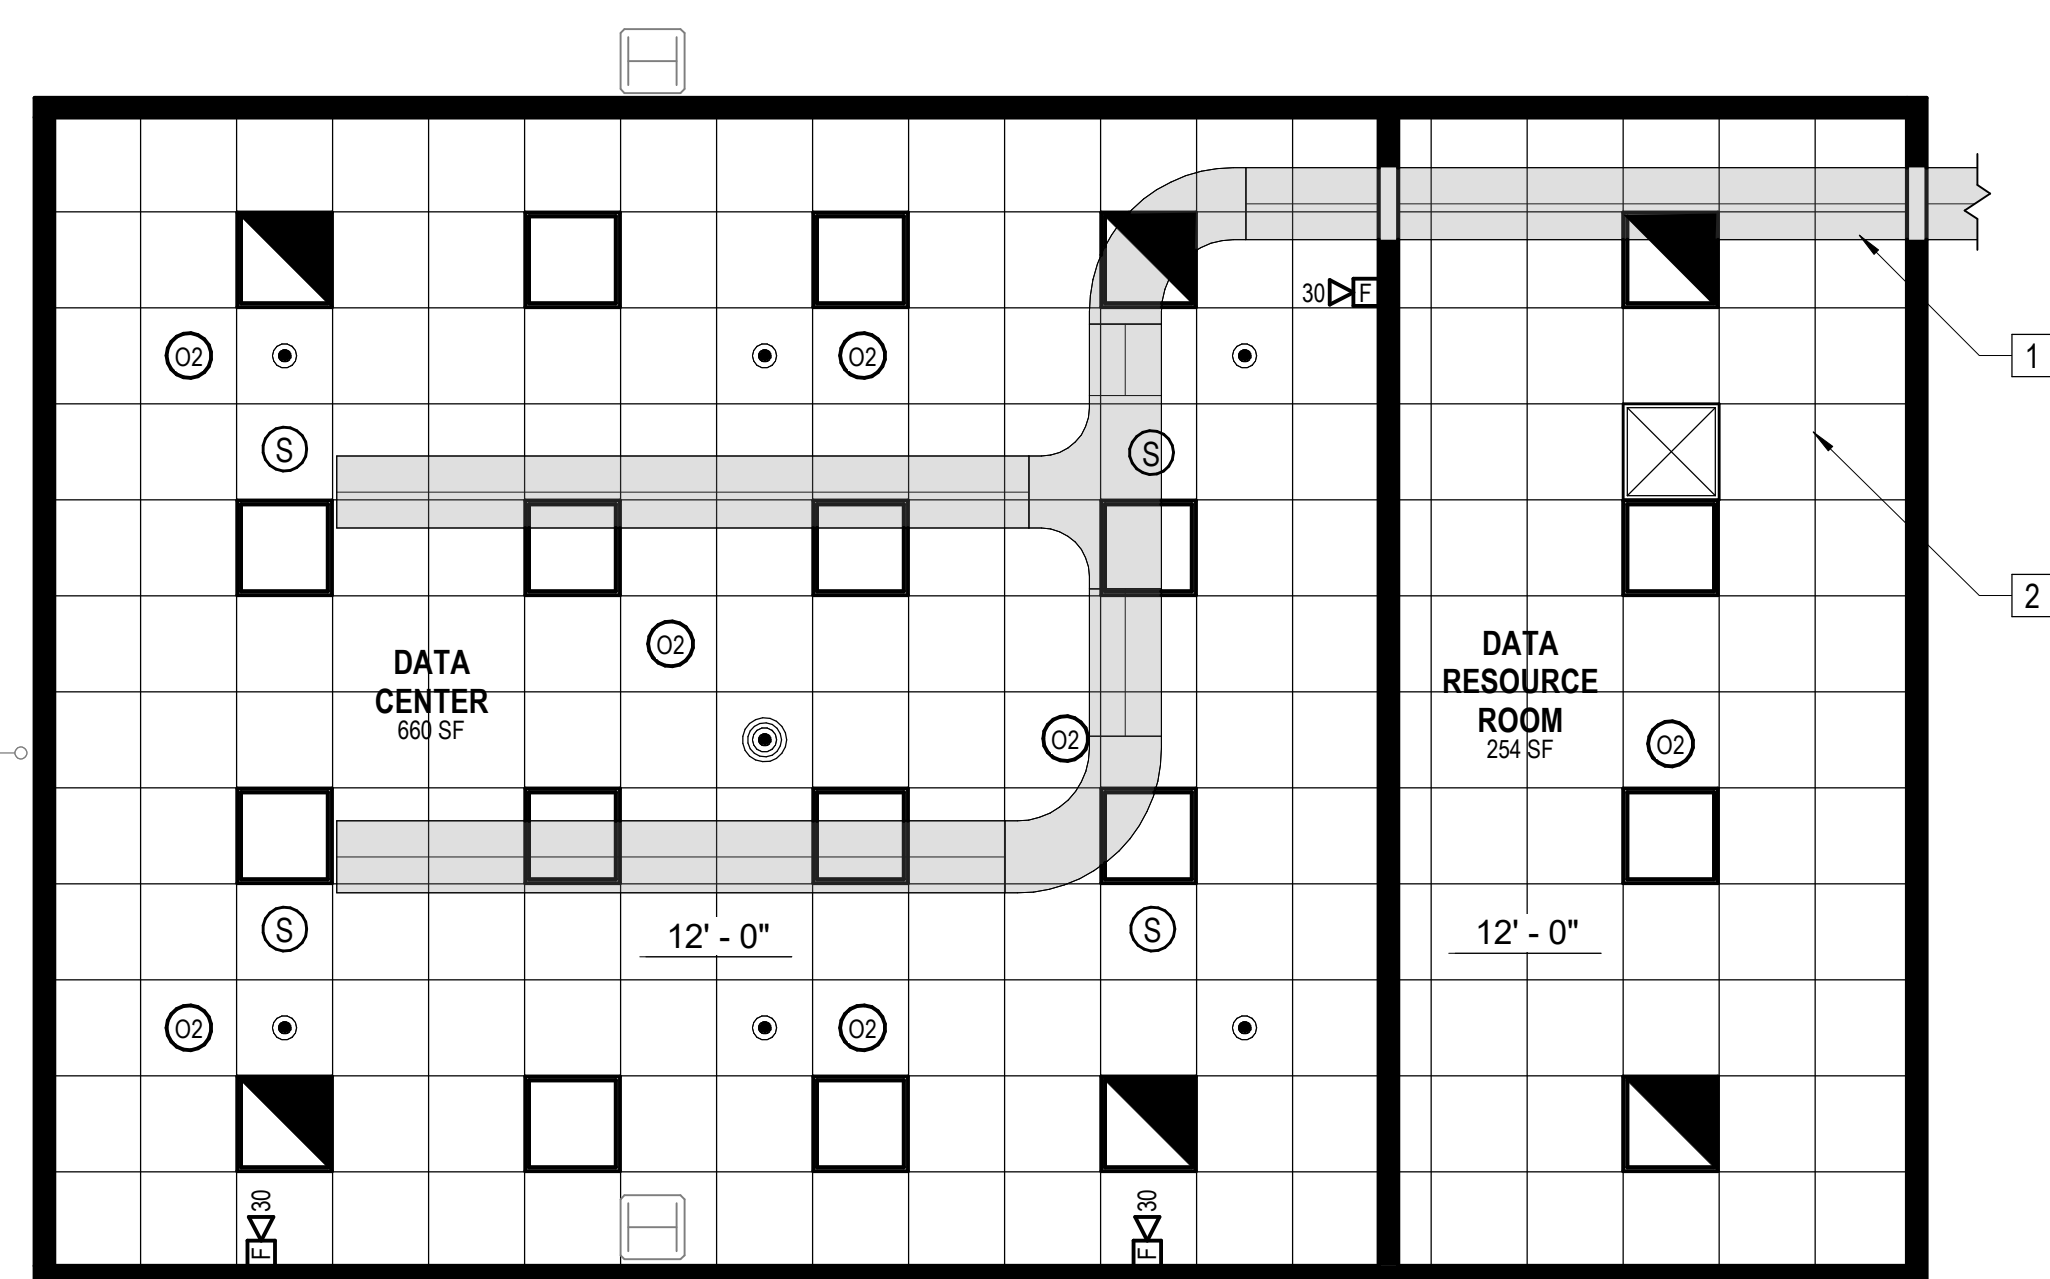 30 F
O2 O2
1
S S
2
O2
DATA
CENTER
660 SF
DATA
RESOURCE
ROOM
254 SF
O2 O2
S S
12' - 0" 12' - 0"
O2 O2
30 30
F F